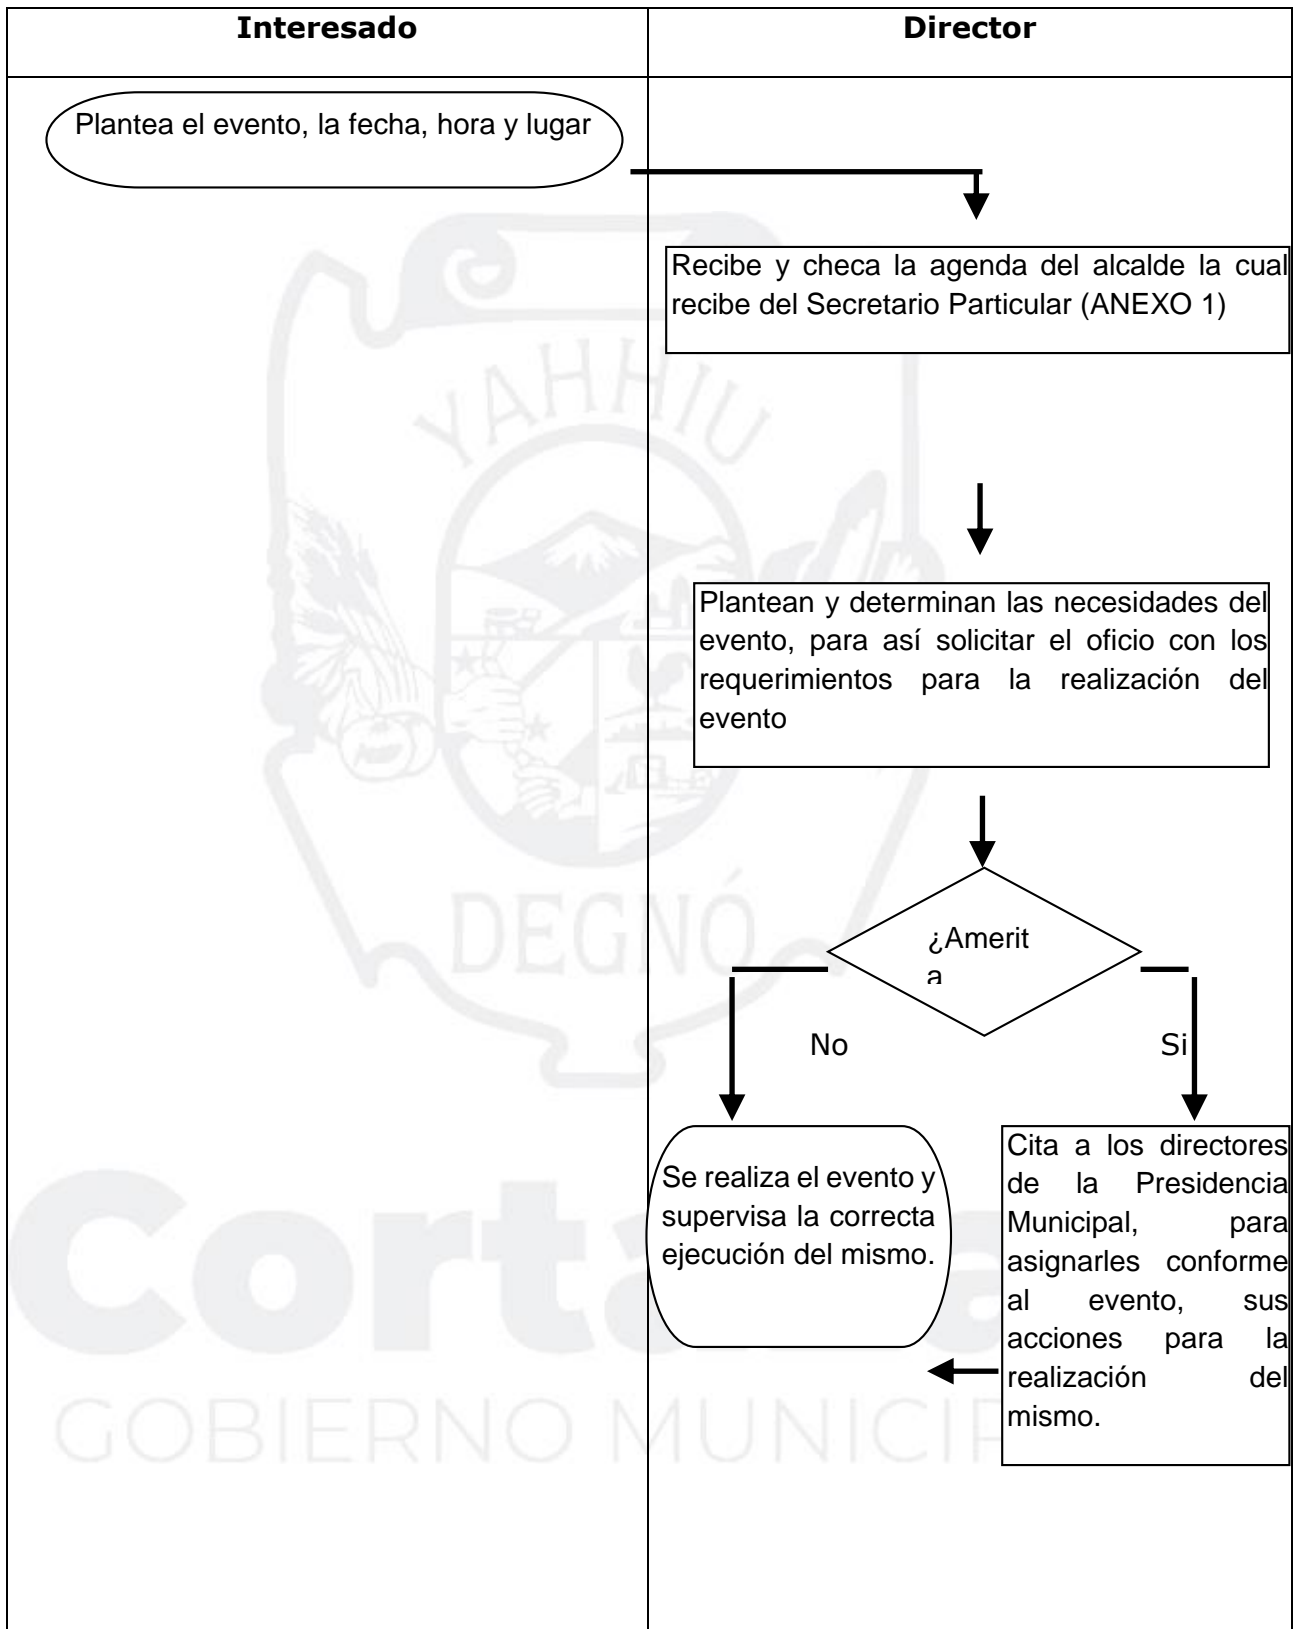 Interesado
Director
Plantea el evento, la fecha, hora y lugar
Recibe y checa la agenda del alcalde la cual
recibe del Secretario Particular (ANEXO 1)
YAHHIU
Plantean y determinan las necesidades del
evento, para así solicitar el oficio con los
requerimientos para la realización del
evento
DEGNÓ
¿Amerit
a
No
Si
Se realiza el evento y
supervisa la correcta
ejecución del mismo.
Cita a los directores
de la Presidencia
Municipal, para
asignarles conforme
al evento, sus
acciones para la
realización del
mismo.
GOBIERNO MUNICIP